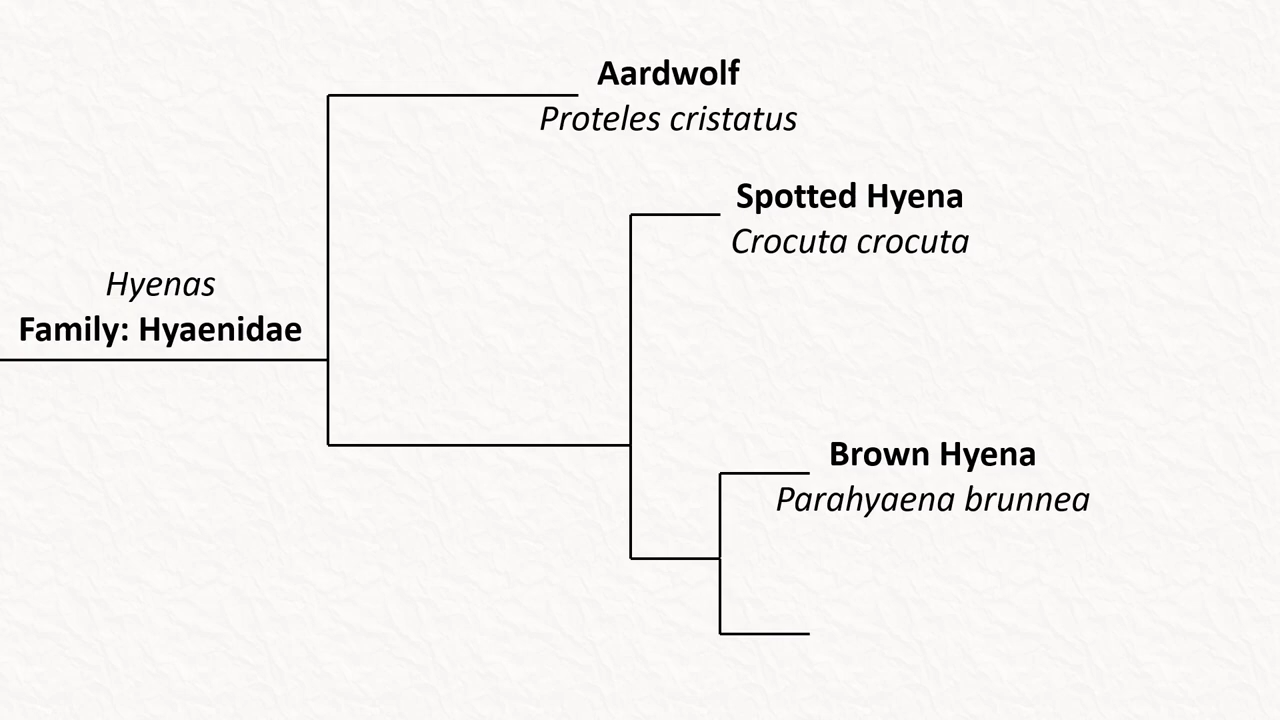 Aardwolf
Proteles cristatus
Spotted Hyena
Crocuta crocuta
Hyenas
Family: Hyaenidae
Brown Hyena
Parahyaena brunnea